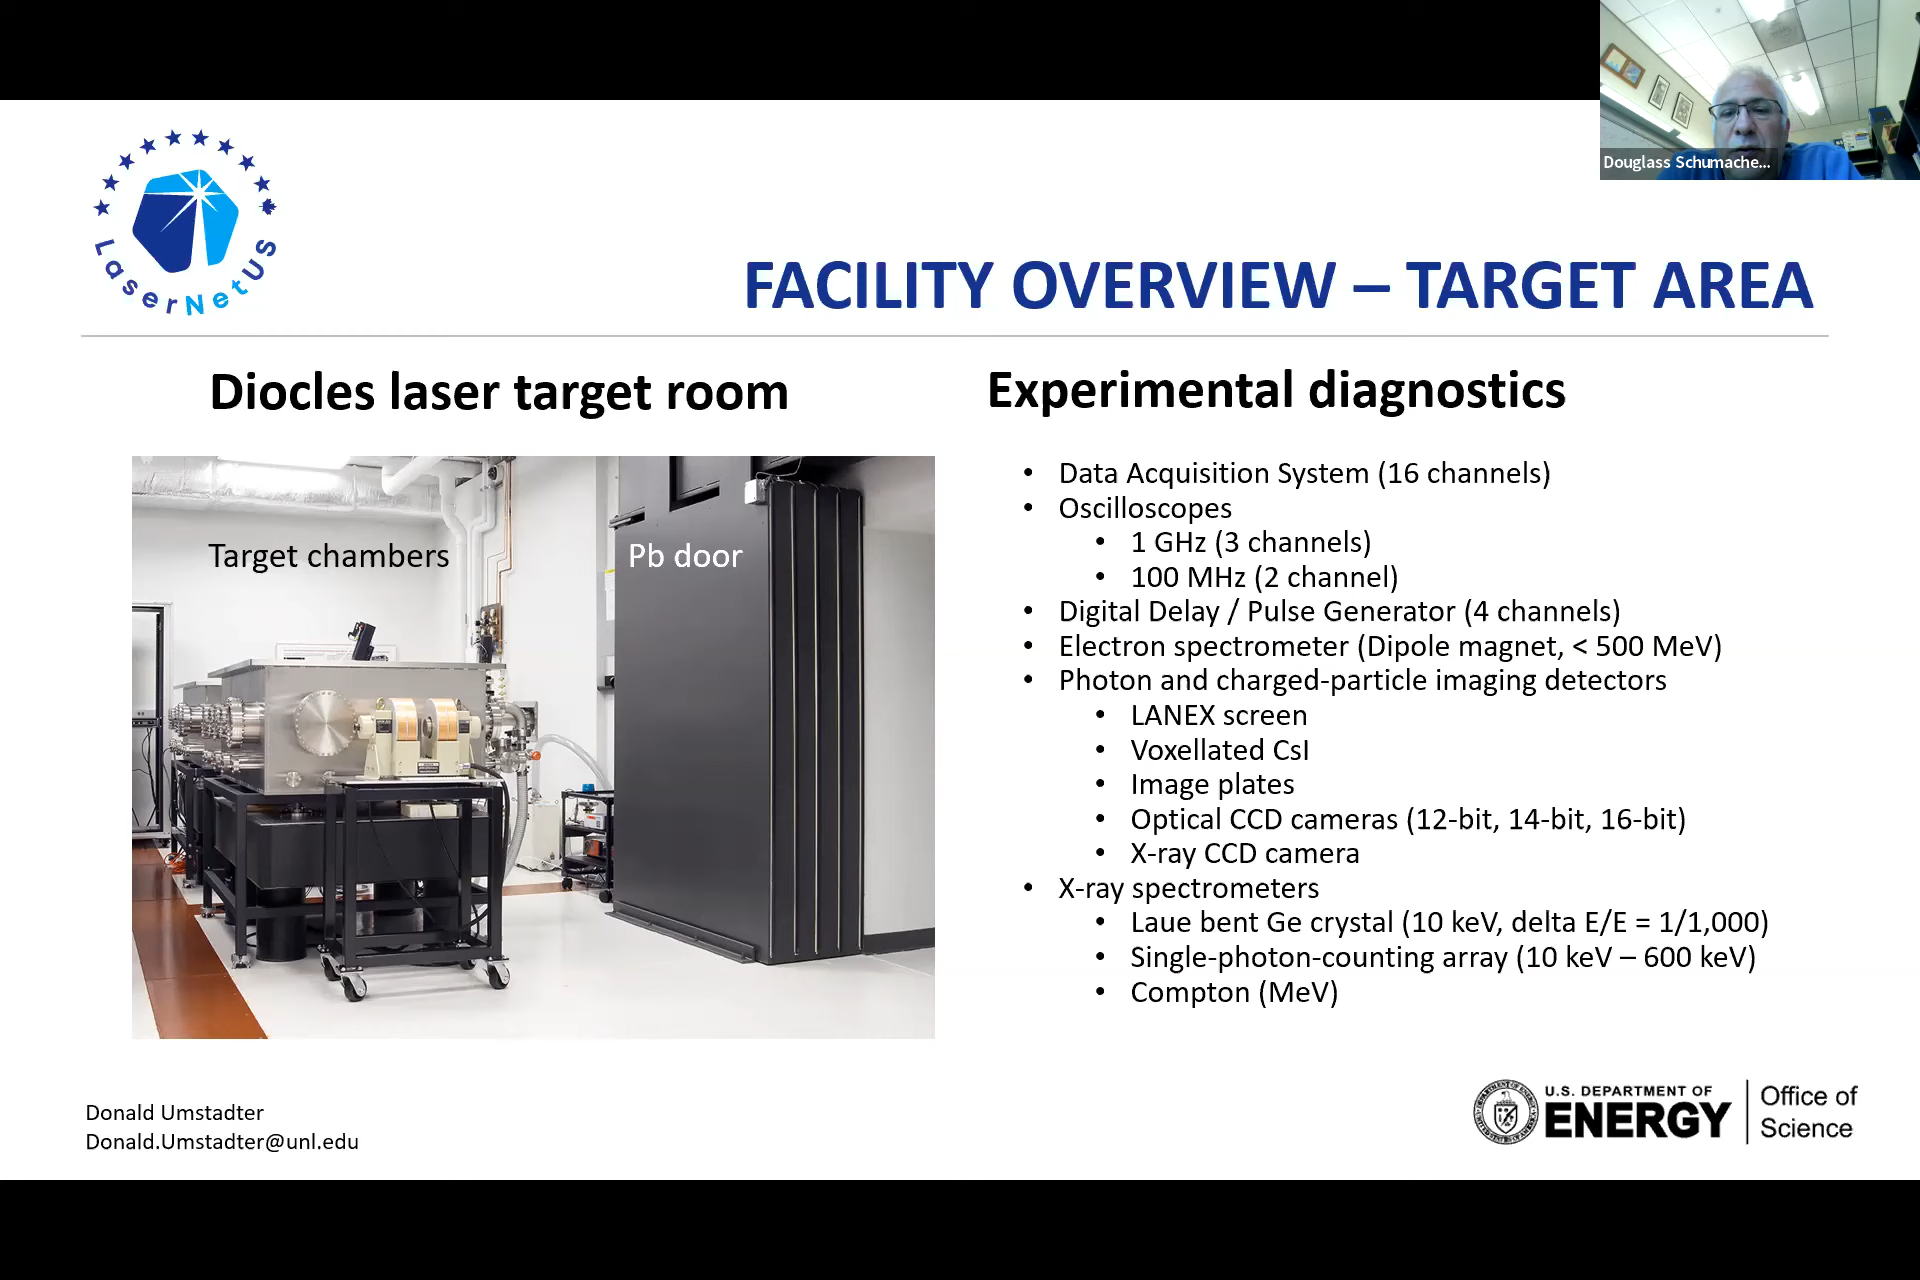 Douglass Schumache...
LaserNetUS
FACILITY OVERVIEW – TARGET AREA
Diocles laser target room
Target chambers
Pb door
Experimental diagnostics
• Data Acquisition System (16 channels)
• Oscilloscopes
• 1 GHz (3 channels)
• 100 MHz (2 channel)
• Digital Delay / Pulse Generator (4 channels)
• Electron spectrometer (Dipole magnet, < 500 MeV)
• Photon and charged-particle imaging detectors
• LANEX screen
• Voxellated CsI
• Image plates
• Optical CCD cameras (12-bit, 14-bit, 16-bit)
• X-ray CCD camera
• X-ray spectrometers
• Laue bent Ge crystal (10 keV, delta E/E = 1/1,000)
• Single-photon-counting array (10 keV – 600 keV)
• Compton (MeV)
Donald Umstadter
Donald.Umstadter@unl.edu
U.S. DEPARTMENT OF
ENERGY
Office of
Science